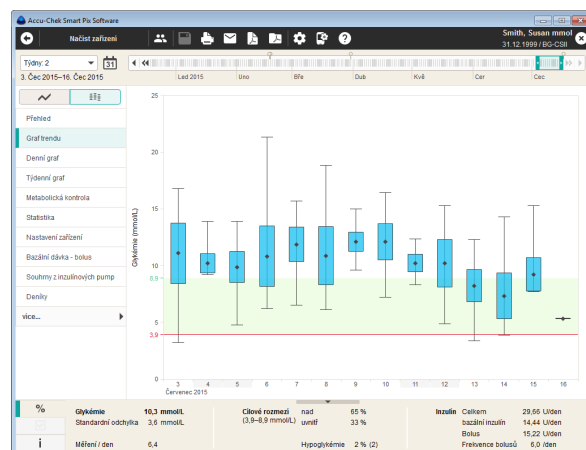 Accu-Chek Smart Pix Software
Načíst zařízení
Smith, Susan mmol
31.12.1999 / BG-CSII
Týdny: 2
31
3. Čec 2015–16. Čec 2015
Led 2015 Úno Bře Dub Kvě Čer Čec
Přehled
Graf trendu
Denní graf
Týdenní graf
Metabolická kontrola
Statistika
Nastavení zařízení
Bazální dávka - bolus
Souhrny z inzulínových pump
Deníky
více...
Glykémie (mmol/L)
25
20
15
10
8,9
5
3,9
0
3 4 5 6 7 8 9 10 11 12 13 14 15 16
Červenec 2015
%
i
Glykémie 10,3 mmol/L
Standardní odchylka 3,6 mmol/L
Měření / den 6,4
Cílové rozmezí (3,9–8,9 mmol/L)
nad 65 %
uvnitř 33 %
Hypoglykémie 2 % (2)
Inzulín Celkem 29,66 U/den
bazální inzulín 14,44 U/den
Bolus 15,22 U/den
Frekvence bolusů 6,0 /den